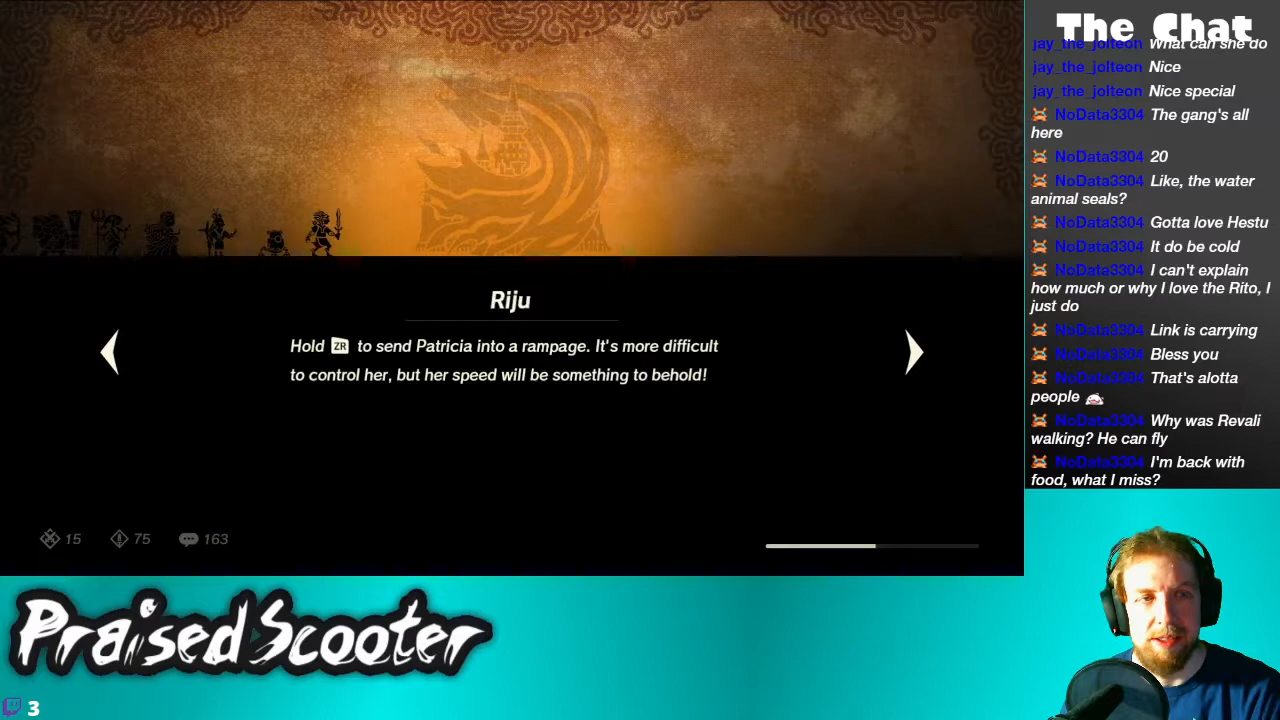 The Chat
jay_the_jolteon What can she do
jay_the_jolteon Nice
jay_the_jolteon Nice special
NoData3304 The gang's all
here
NoData3304 20
NoData3304 Like, the water
animal seals?
NoData3304 Gotta love Hestu
NoData3304 It do be cold
NoData3304 I can't explain
how much or why I love the Rito, I
just do
NoData3304 Link is carrying
NoData3304 Bless you
NoData3304 That's alotta
people
NoData3304 Why was Revali
walking? He can fly
NoData3304 I'm back with
food, what I miss?
Riju
Hold ZR to send Patricia into a rampage. It's more difficult
to control her, but her speed will be something to behold!
15 75 163
PraisedScooter
3